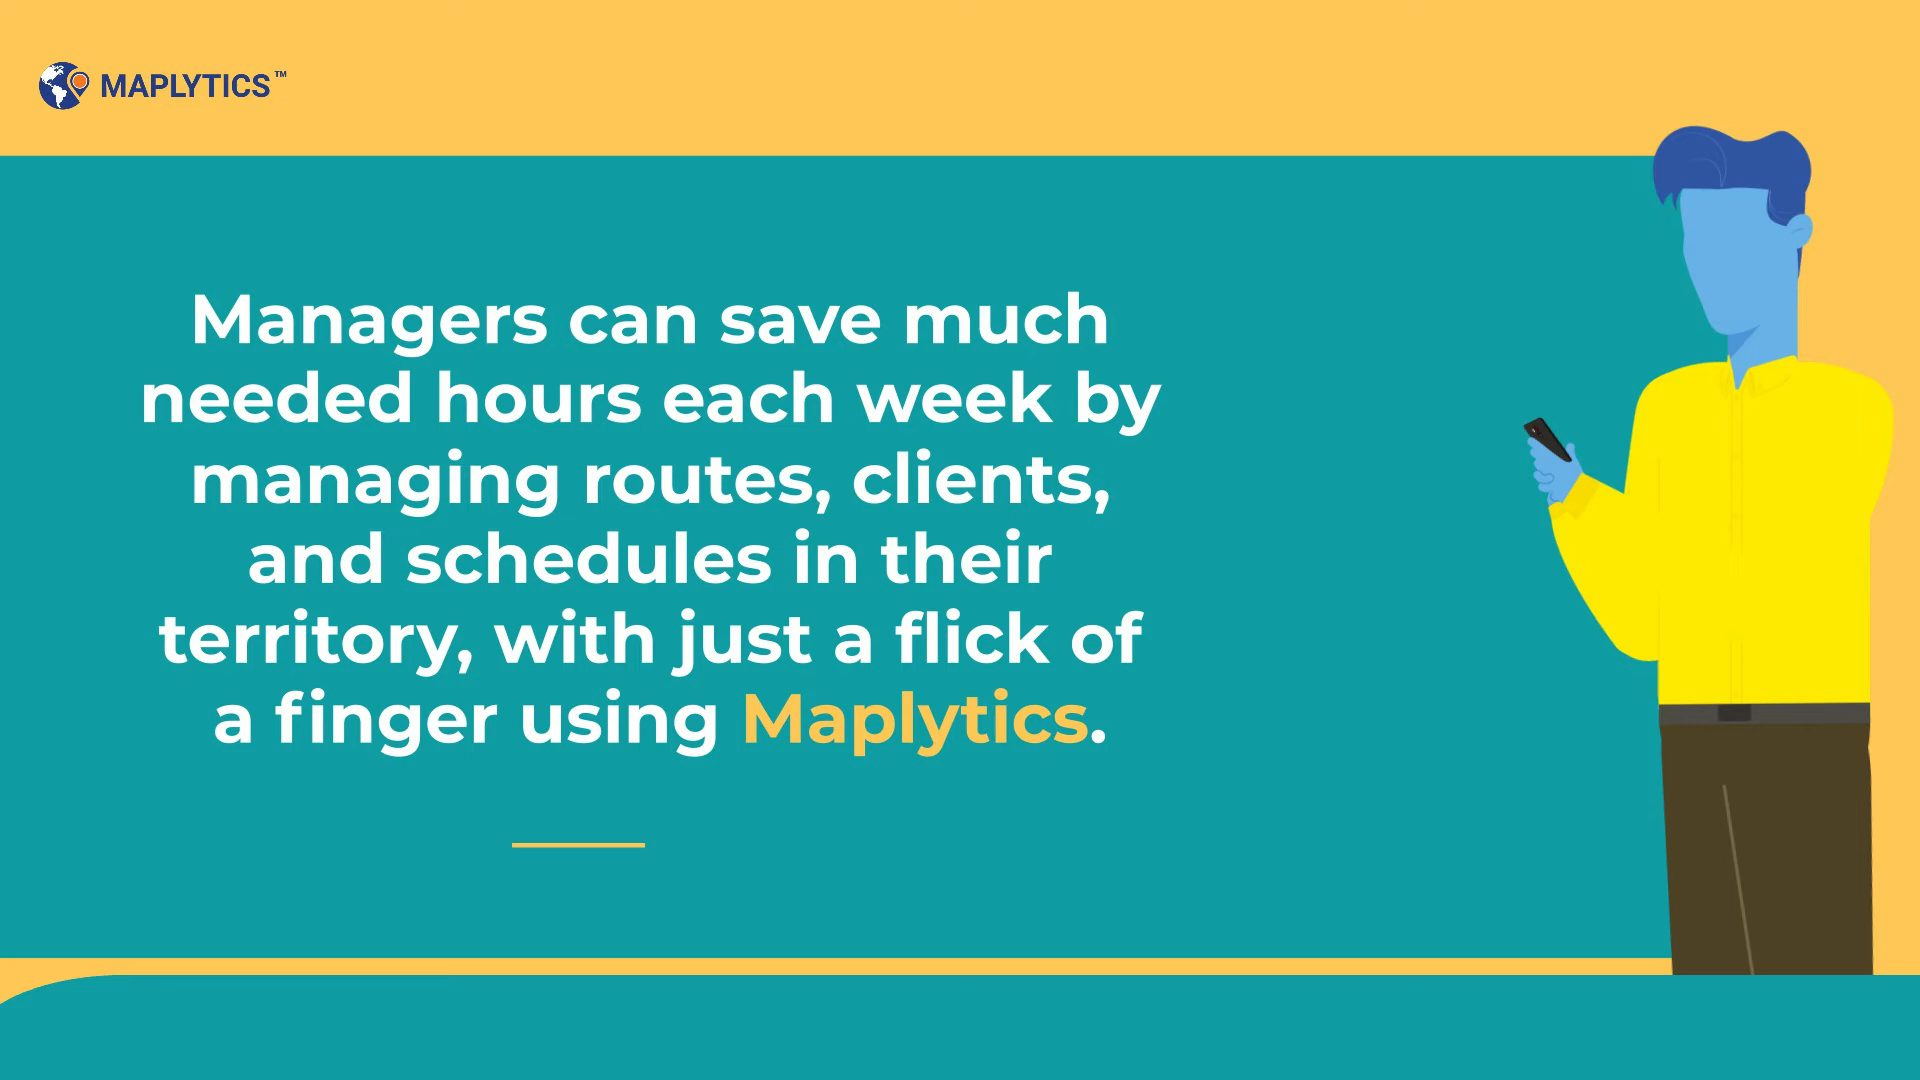 MAPLYTICS™
Managers can save much
needed hours each week by
managing routes, clients,
and schedules in their
territory, with just a flick of
a finger using Maplytics.